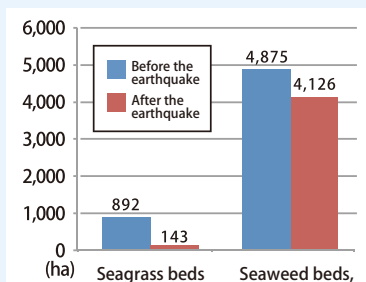 6,000
5,000
4,000
3,000
2,000
1,000
0
(ha)
Before the
earthquake
After the
earthquake
892
143
4,875
4,126
Seagrass beds
Seaweed beds,